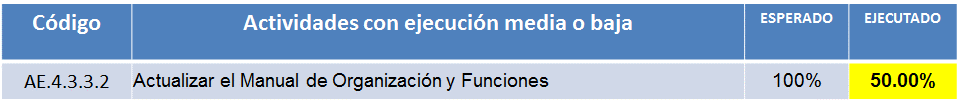 Código Actividades con ejecución media o baja ESPERADO EJECUTADO
AE.4.3.3.2 Actualizar el Manual de Organización y Funciones 100% 50.00%